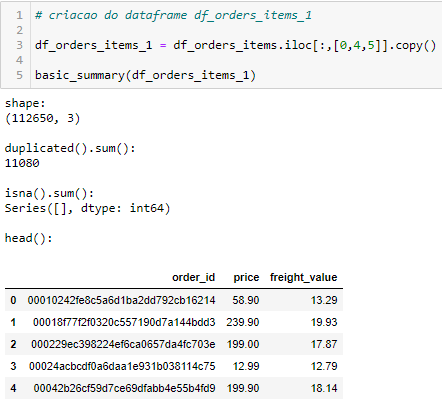 1 # criacao do dataframe df_orders_items_1
2
3 df_orders_items_1 = df_orders_items.iloc[:,[0,4,5]].copy()
4
5 basic_summary(df_orders_items_1)
shape:
(112650, 3)
duplicated().sum():
11080
isna().sum():
Series([], dtype: int64)
head():
order_id price freight_value
0 00010242fe8c5a6d1ba2dd792cb16214 58.90 13.29
1 00018f77f2f0320c557190d7a144bdd3 239.90 19.93
2 000229ec398224ef6ca0657da4fc703e 199.00 17.87
3 00024acbcdf0a6daa1e931b038114c75 12.99 12.79
4 00042b26cf59d7ce69dfabb4e55b4fd9 199.90 18.14